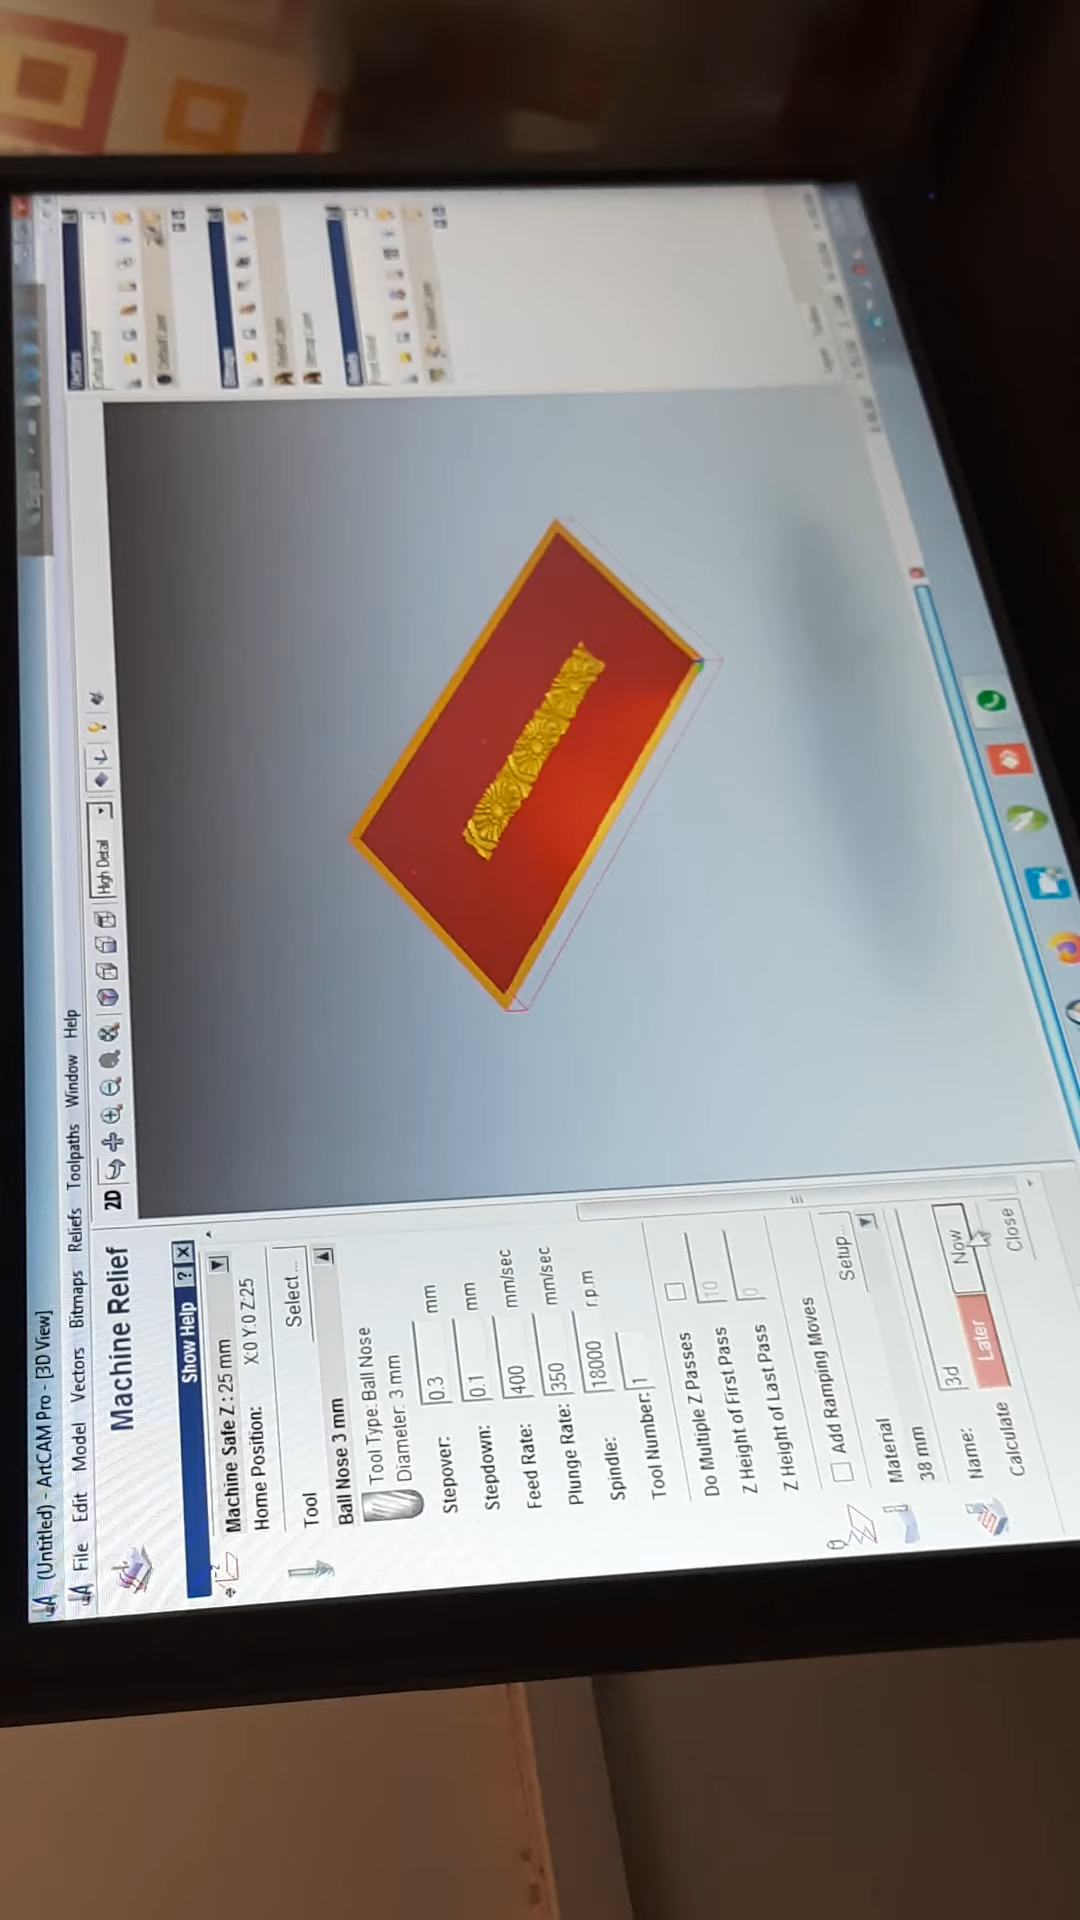 (Untitled) - ArtCAM Pro - [3D View]
File Edit Model Vectors Bitmaps Reliefs Toolpaths Window Help
Machine Relief
2D
High Detail
Show Help ? X
Machine Safe Z : 25 mm
Home Position: X:0 Y:0 Z:25
Tool Select...
Ball Nose 3 mm
Tool Type: Ball Nose
Diameter: 3 mm
Stepover: 0.3 mm
Stepdown: 0.1 mm
Feed Rate: 400 mm/sec
Plunge Rate: 350 mm/sec
Spindle: 18000 r.p.m
Tool Number: 1
Do Multiple Z Passes
Z Height of First Pass 10
Z Height of Last Pass 0
Add Ramping Moves Setup...
Material
38 mm
Name: 3d
Calculate Later Now
Close
Vectors
Bitmaps